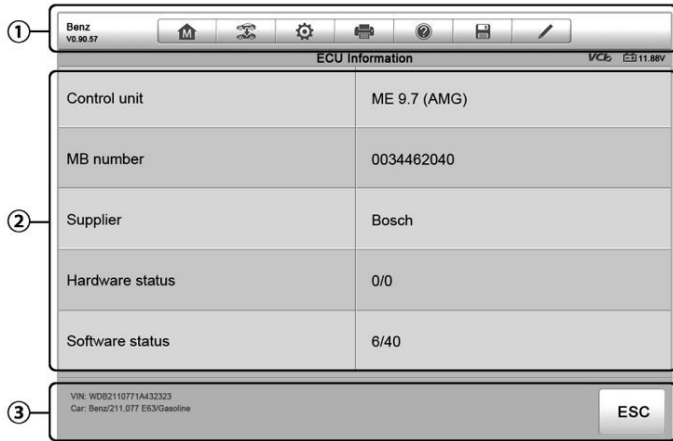 ①
Benz
V0.90.57
M
?
ECU Information
VCI
11.88V
②
Control unit ME 9.7 (AMG)
MB number 0034462040
Supplier Bosch
Hardware status 0/0
Software status 6/40
③
VIN: WDB2110771A432323
Car: Benz/211.077 E63/Gasoline
ESC